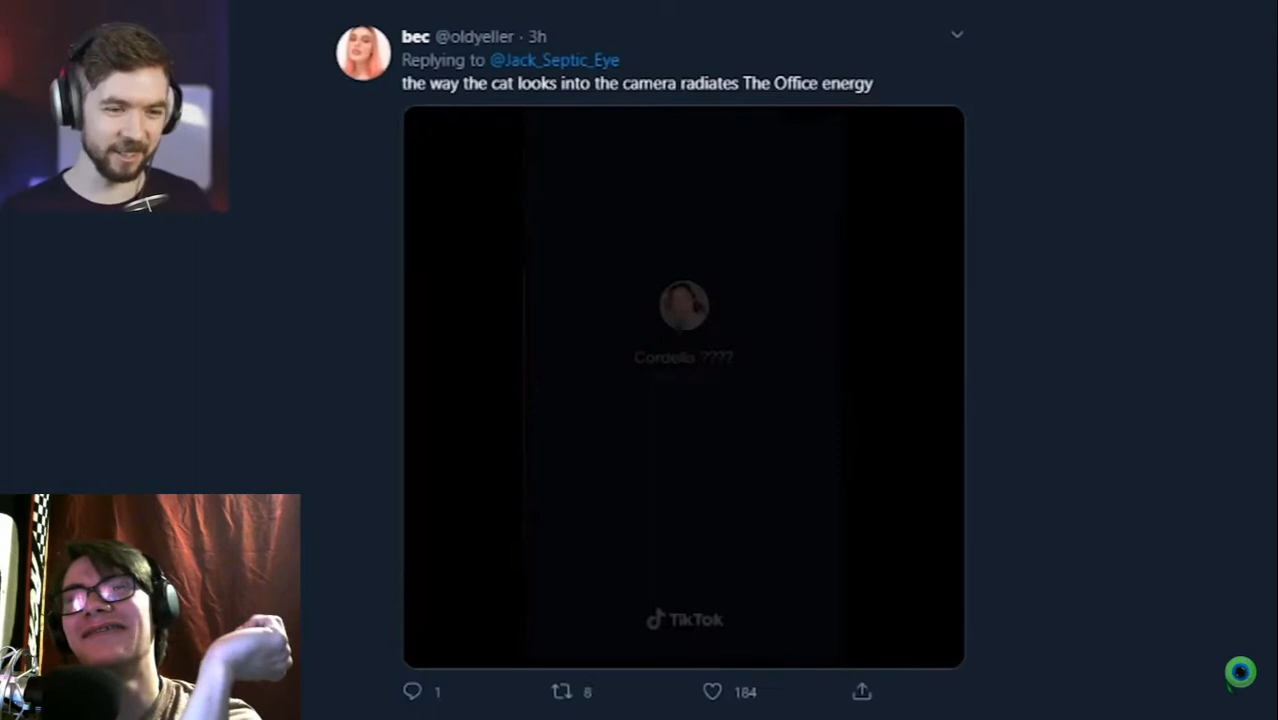 bec @oldyeller · 3h
Replying to @Jack_Septic_Eye
the way the cat looks into the camera radiates The Office energy
Cordello ????
TikTok
1 8 184